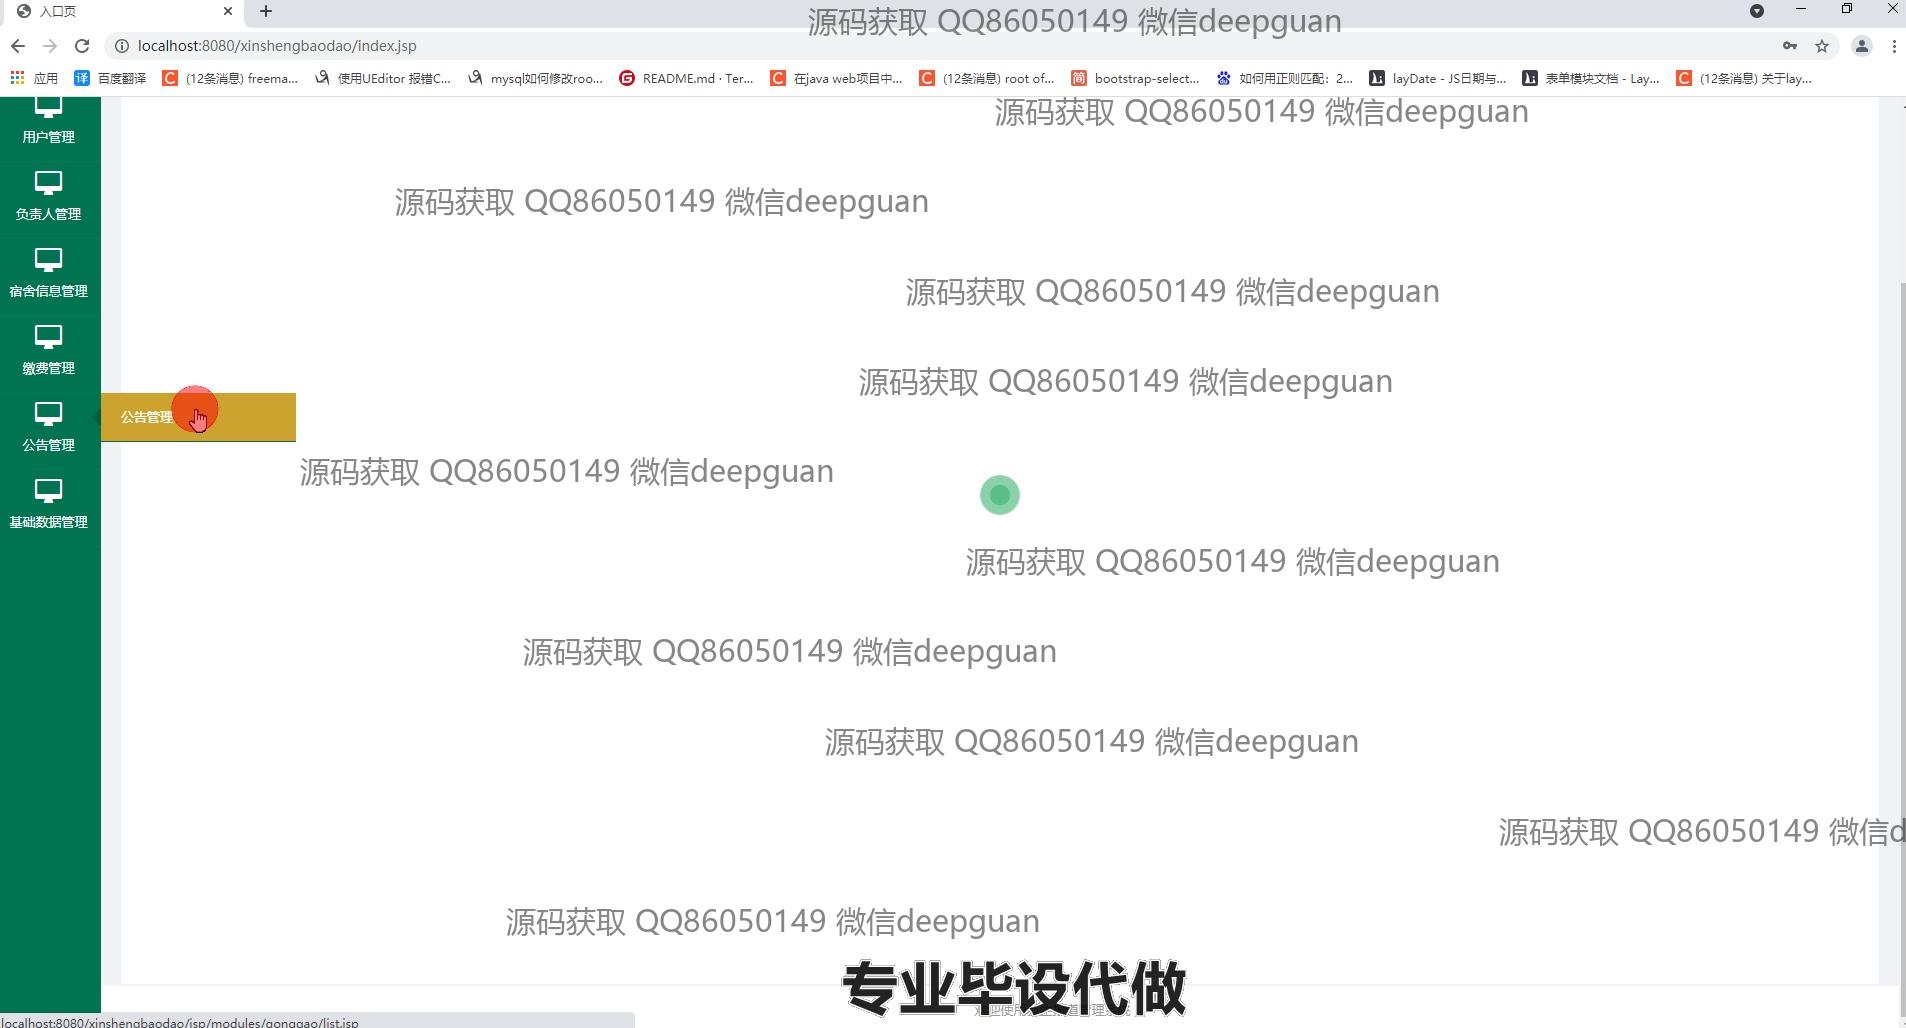 入口页
源码获取 QQ86050149 微信deepguan
localhost:8080/xinshengbaodao/index.jsp
应用
百度翻译
(12条消息) freema...
使用UEditor 报错C...
mysql如何修改roo...
README.md · Ter...
在java web项目中...
(12条消息) root of...
bootstrap-select...
如何用正则匹配：2...
layDate - JS日期与...
表单模块文档 - Lay...
(12条消息) 关于lay...
源码获取 QQ86050149 微信deepguan
用户管理
源码获取 QQ86050149 微信deepguan
负责人管理
源码获取 QQ86050149 微信deepguan
宿舍信息管理
缴费管理
源码获取 QQ86050149 微信deepguan
公告管理
公告管理
源码获取 QQ86050149 微信deepguan
基础数据管理
源码获取 QQ86050149 微信deepguan
源码获取 QQ86050149 微信deepguan
源码获取 QQ86050149 微信deepguan
源码获取 QQ86050149 微信d
源码获取 QQ86050149 微信deepguan
专业毕设代做
localhost:8080/xinshengbaodao/jsp/modules/gonggao/list.jsp